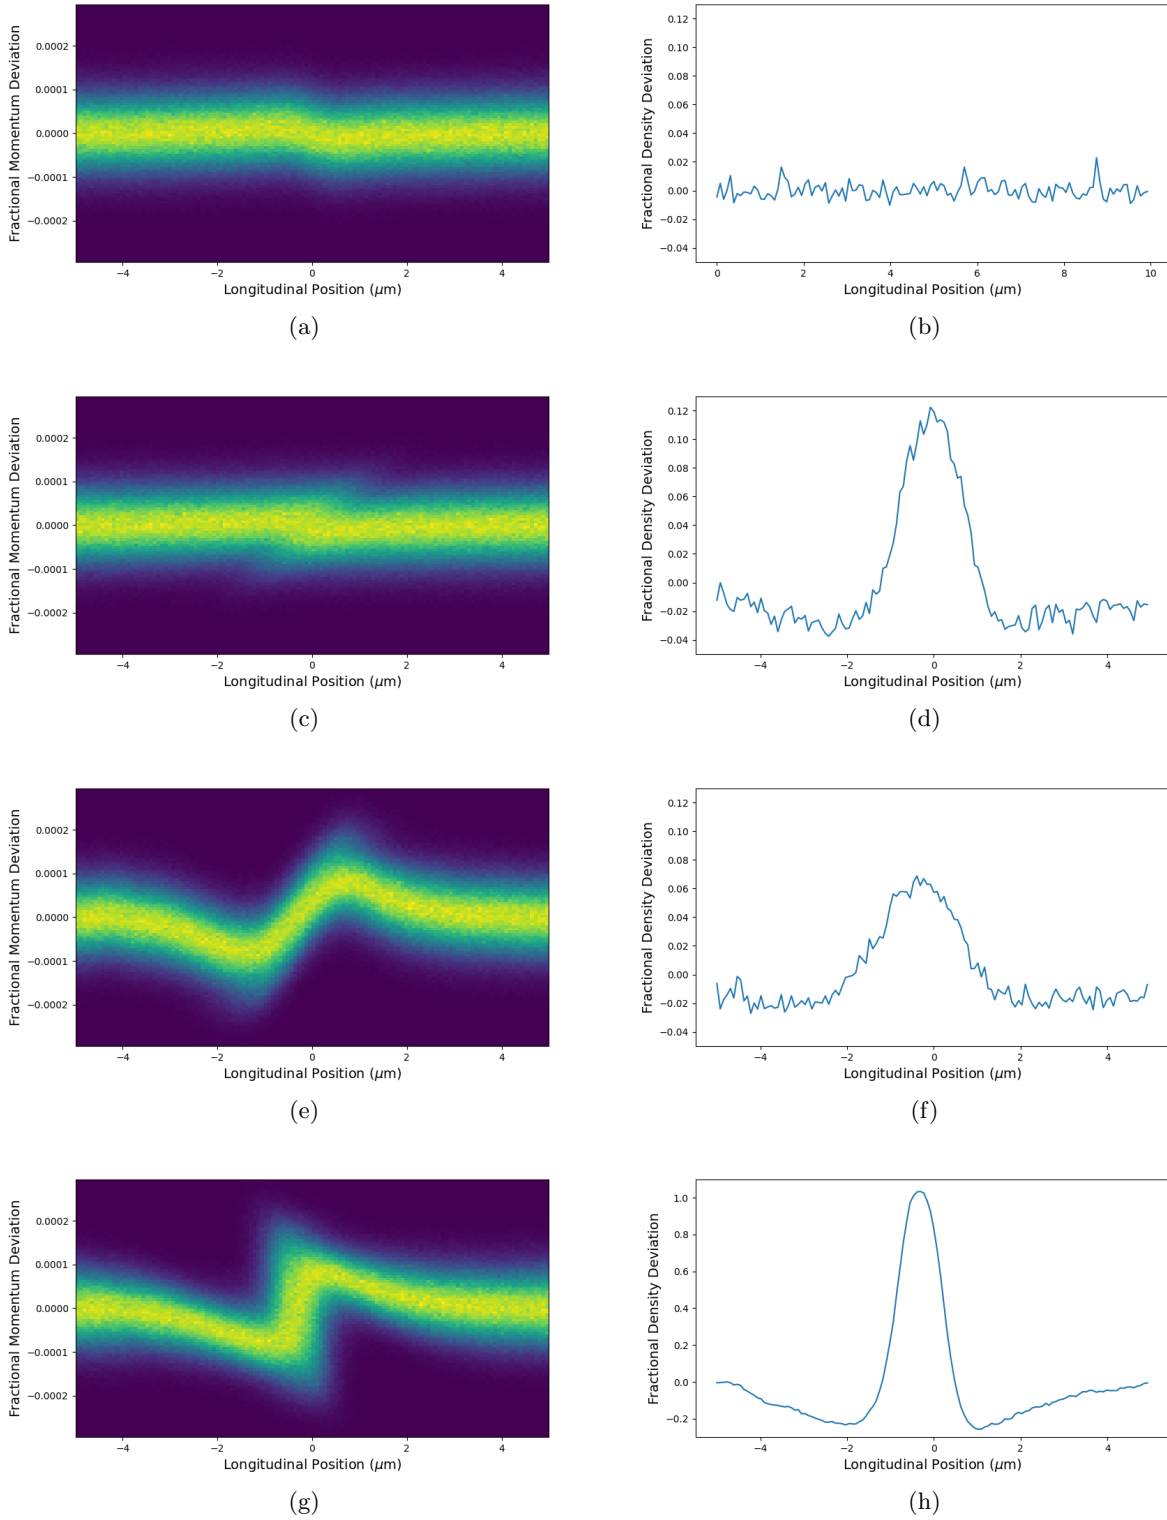 Fractional Momentum Deviation
0.0002
0.0001
0.0000
−0.0001
−0.0002
−4 −2 0 2 4
Longitudinal Position (μm)
(a)
Fractional Density Deviation
0.12
0.10
0.08
0.06
0.04
0.02
0.00
−0.02
−0.04
0 2 4 6 8 10
Longitudinal Position (μm)
(b)
Fractional Momentum Deviation
0.0002
0.0001
0.0000
−0.0001
−0.0002
−4 −2 0 2 4
Longitudinal Position (μm)
(c)
Fractional Density Deviation
0.12
0.10
0.08
0.06
0.04
0.02
0.00
−0.02
−0.04
−4 −2 0 2 4
Longitudinal Position (μm)
(d)
Fractional Momentum Deviation
0.0002
0.0001
0.0000
−0.0001
−0.0002
−4 −2 0 2 4
Longitudinal Position (μm)
(e)
Fractional Density Deviation
0.12
0.10
0.08
0.06
0.04
0.02
0.00
−0.02
−0.04
−4 −2 0 2 4
Longitudinal Position (μm)
(f)
Fractional Momentum Deviation
0.0002
0.0001
0.0000
−0.0001
−0.0002
−4 −2 0 2 4
Longitudinal Position (μm)
(g)
Fractional Density Deviation
1.0
0.8
0.6
0.4
0.2
0.0
−0.2
−4 −2 0 2 4
Longitudinal Position (μm)
(h)